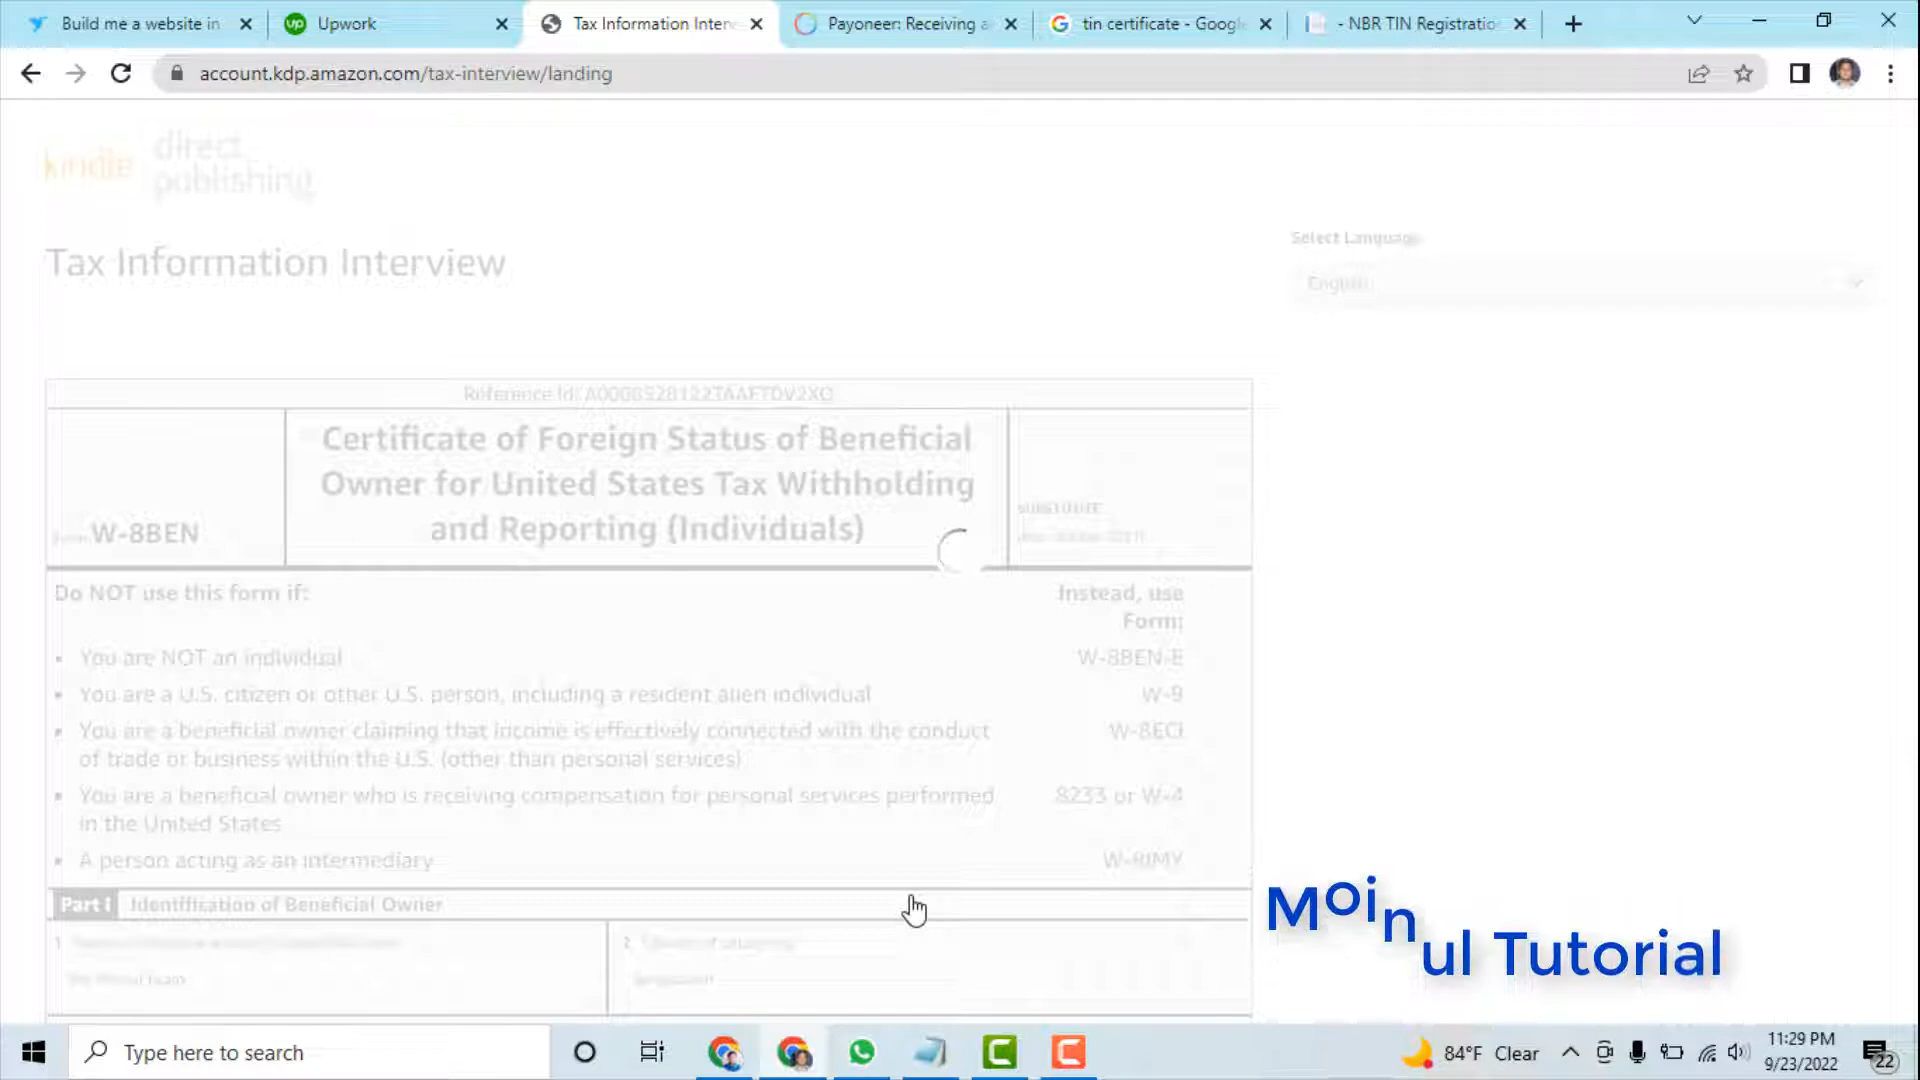 Build me a website in
Upwork
Tax Information Inter
Payoneer: Receiving a
tin certificate - Google
- NBR TIN Registratio
account.kdp.amazon.com/tax-interview/landing
kindle direct publishing
Tax Information Interview
Select Language
English
Reference Id:
Certificate of Foreign Status of Beneficial
Owner for United States Tax Withholding
and Reporting (Individuals)
W-8BEN
SUBSTITUTE
Do NOT use this form if:
Instead, use
Form:
You are NOT an individual
W-8BEN-E
You are a U.S. citizen or other U.S. person, including a resident alien individual
W-9
You are a beneficial owner claiming that income is effectively connected with the conduct
of trade or business within the U.S. (other than personal services)
W-8ECI
You are a beneficial owner who is receiving compensation for personal services performed
in the United States
8233 or W-4
A person acting as an intermediary
W-8IMY
Part I Identification of Beneficial Owner
1
2
Moinul Tutorial
Type here to search
84°F Clear
11:29 PM
9/23/2022
22